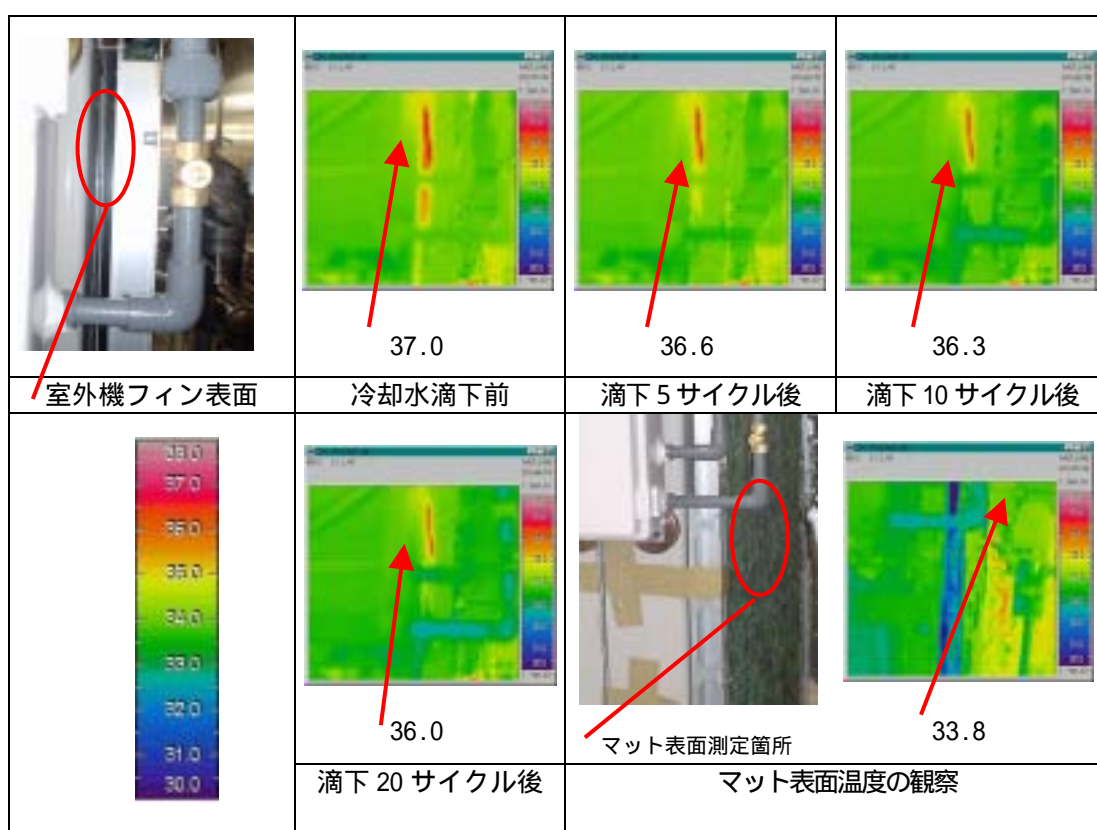 37.0
36.6
36.3
室外機フィン表面
冷却水滴下前
滴下5サイクル後
滴下10サイクル後
38.0
37.0
36.0
35.0
34.0
33.0
32.0
31.0
30.0
36.0
マット表面測定箇所
33.8
滴下20サイクル後
マット表面温度の観察